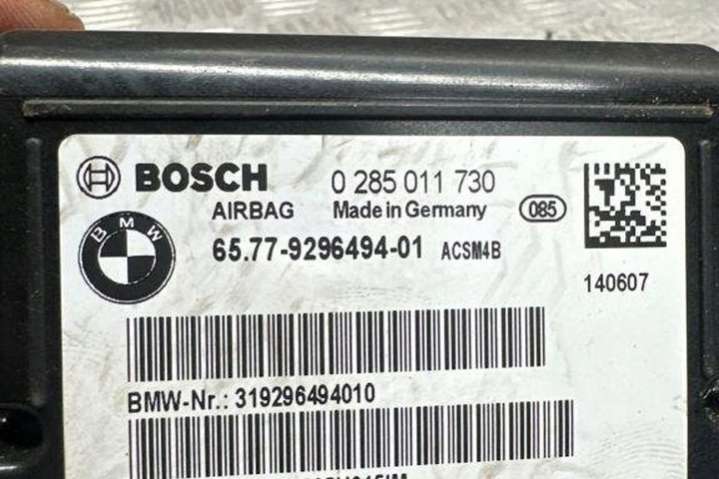 BOSCH 0 285 011 730
AIRBAG Made in Germany 085
BMW 65.77-9296494-01 ACSM4B
140607
BMW-Nr.: 319296494010